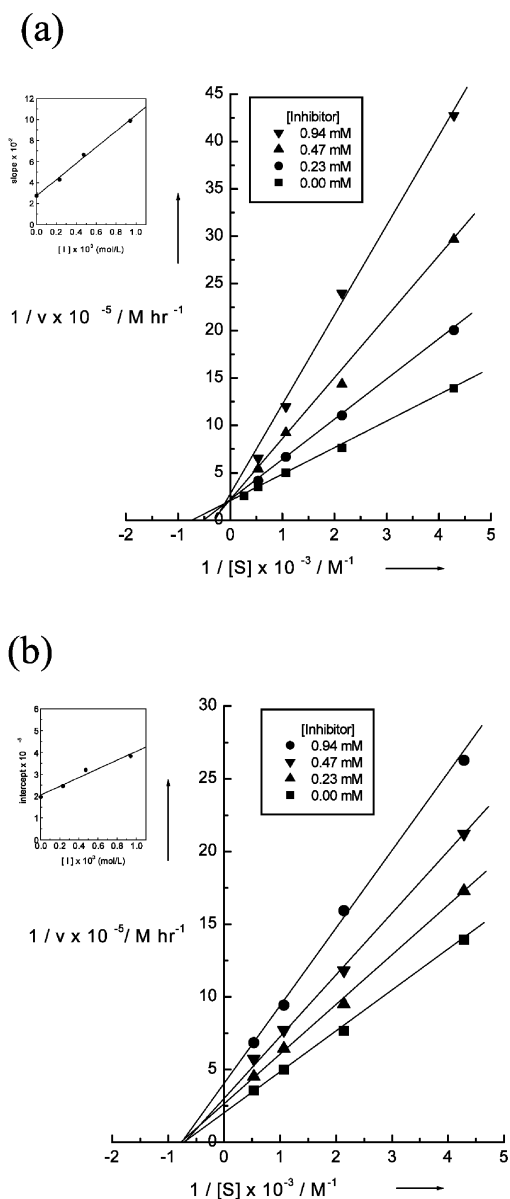 (a)
12
10
8
6
4
2
0
slope x 10^-2
0.0 0.2 0.4 0.6 0.8 1.0
[ I ] x 10^3 (mol/L)
1 / v x 10 ^-5 / M hr ^-1
45
40
35
30
25
20
15
10
5
0
[Inhibitor]
0.94 mM
0.47 mM
0.23 mM
0.00 mM
-2 -1 0 1 2 3 4 5
1 / [S] x 10 ^-3 / M^-1
(b)
6
5
4
3
2
1
0
intercept x 10
0.0 0.2 0.4 0.6 0.8 1.0
[ I ] x 10^3 (mol/L)
1 / v x 10 ^-5/ M hr^-1
30
25
20
15
10
5
0
[Inhibitor]
0.94 mM
0.47 mM
0.23 mM
0.00 mM
-2 -1 0 1 2 3 4 5
1 / [S] x 10^-3 / M^-1